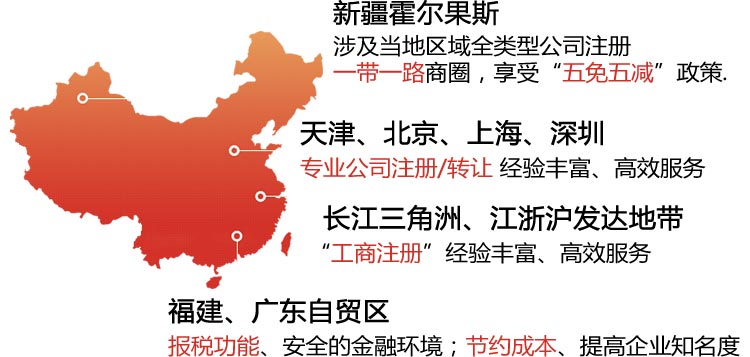 新疆霍尔果斯
涉及当地区域全类型公司注册
一带一路商圈，享受“五免五减”政策.
天津、北京、上海、深圳
专业公司注册/转让 经验丰富、高效服务
长江三角洲、江浙沪发达地带
“工商注册”经验丰富、高效服务
福建、广东自贸区
报税功能、安全的金融环境；节约成本、提高企业知名度